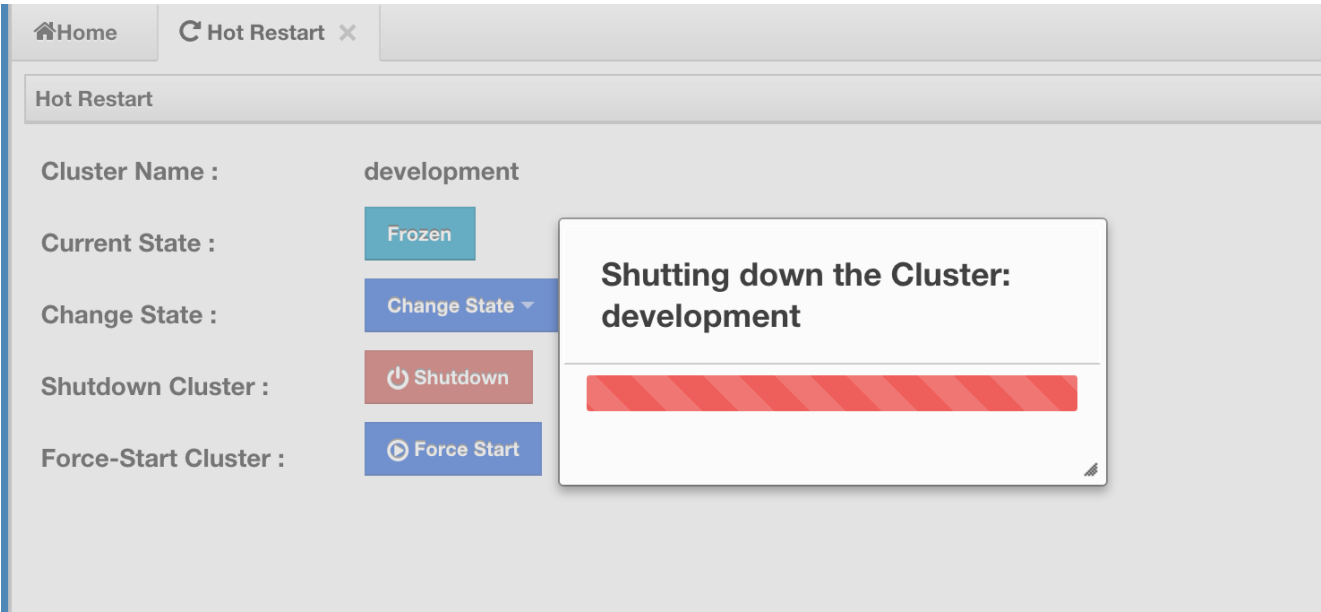 Home
Hot Restart
Hot Restart
Cluster Name : development
Current State : Frozen
Change State : Change State
Shutdown Cluster : Shutdown
Force-Start Cluster : Force Start
Shutting down the Cluster:
development